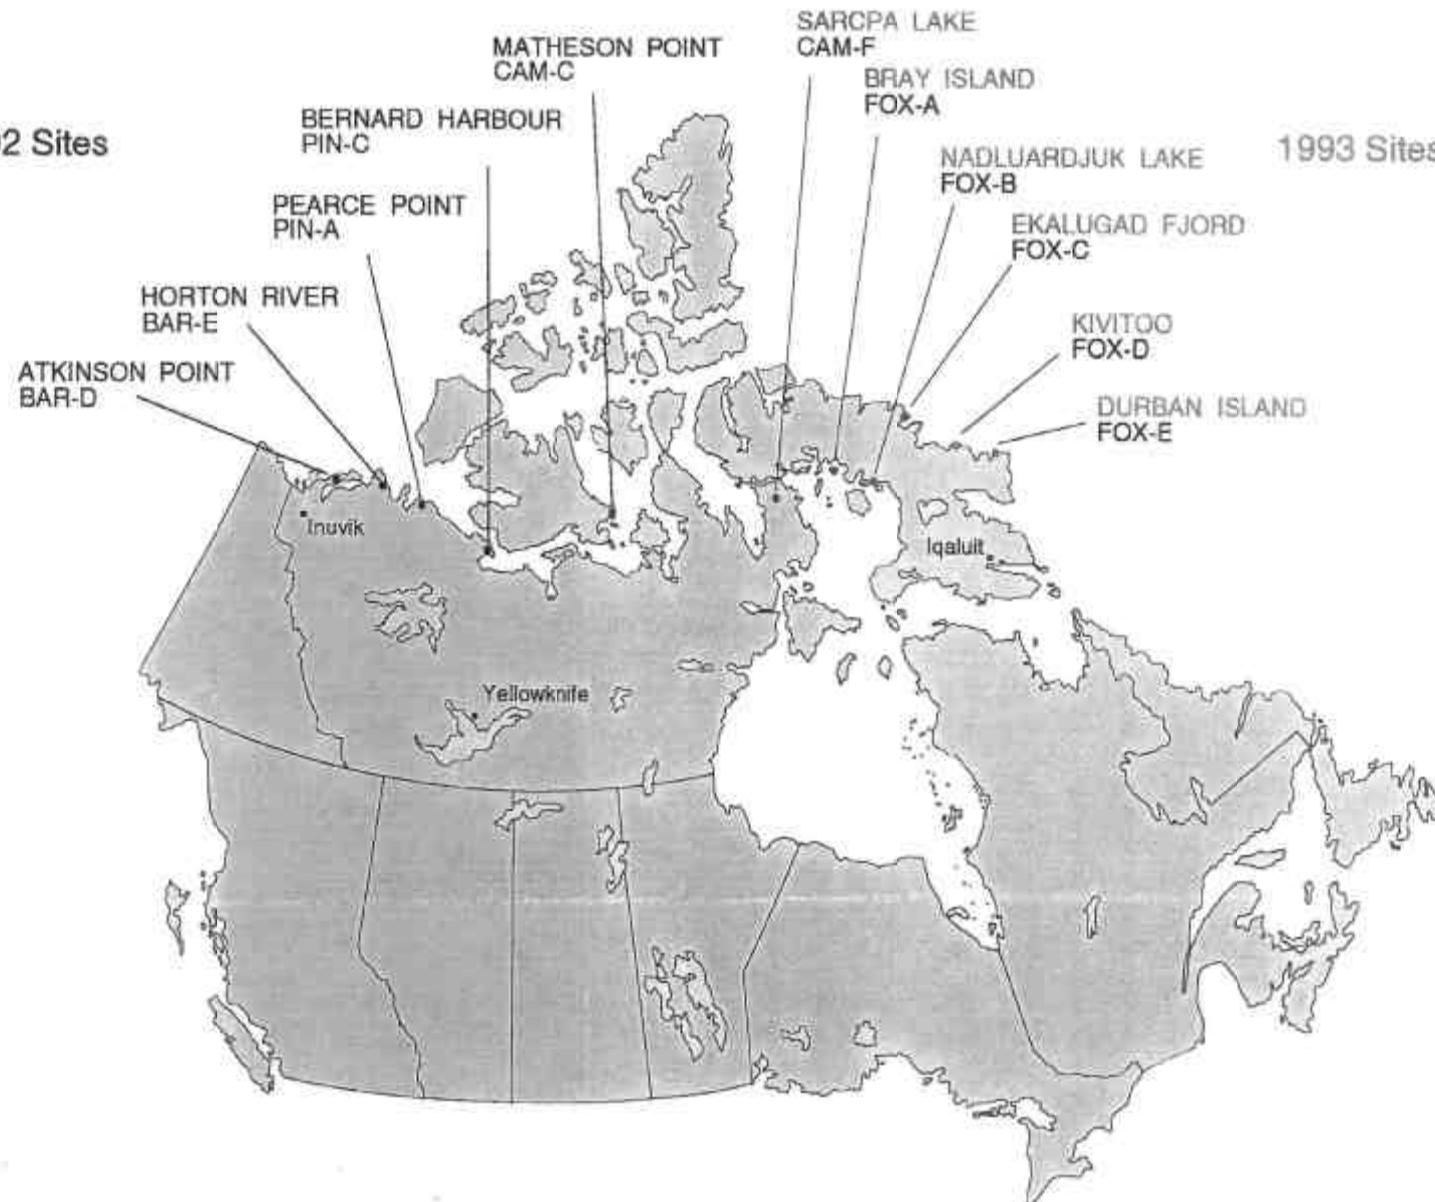 SARCPA LAKE
CAM-F
MATHESON POINT
CAM-C
BRAY ISLAND
FOX-A
BERNARD HARBOUR
PIN-C
2 Sites
1993 Sites
NADLUARDJUK LAKE
FOX-B
PEARCE POINT
PIN-A
EKALUGAD FJORD
FOX-C
HORTON RIVER
BAR-E
KIVITOO
FOX-D
ATKINSON POINT
BAR-D
DURBAN ISLAND
FOX-E
Inuvik
Iqaluit
Yellowknife